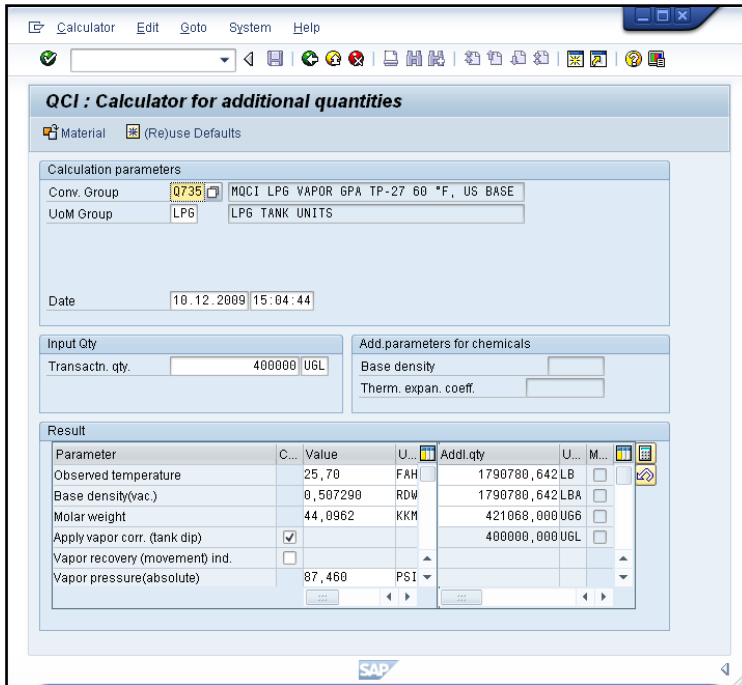 Calculator Edit Goto System Help
QCI : Calculator for additional quantities
Material (Re)use Defaults
Calculation parameters
Conv. Group Q735 MQCI LPG VAPOR GPA TP-27 60 °F, US BASE
UoM Group LPG LPG TANK UNITS
Date 10.12.2009 15:04:44
Input Qty Add.parameters for chemicals
Transactn. qty. 400000 UGL Base density
Therm. expan. coeff.
Result
Parameter C... Value U... Addl.qty U... M...
Observed temperature 25,70 FAH 1790780,642 LB
Base density(vac.) 0,507290 RDW 1790780,642 LBA
Molar weight 44,0962 KKM 421068,000 UG6
Apply vapor corr. (tank dip) 400000,000 UGL
Vapor recovery (movement) ind.
Vapor pressure(absolute) 87,460 PSI
SAP